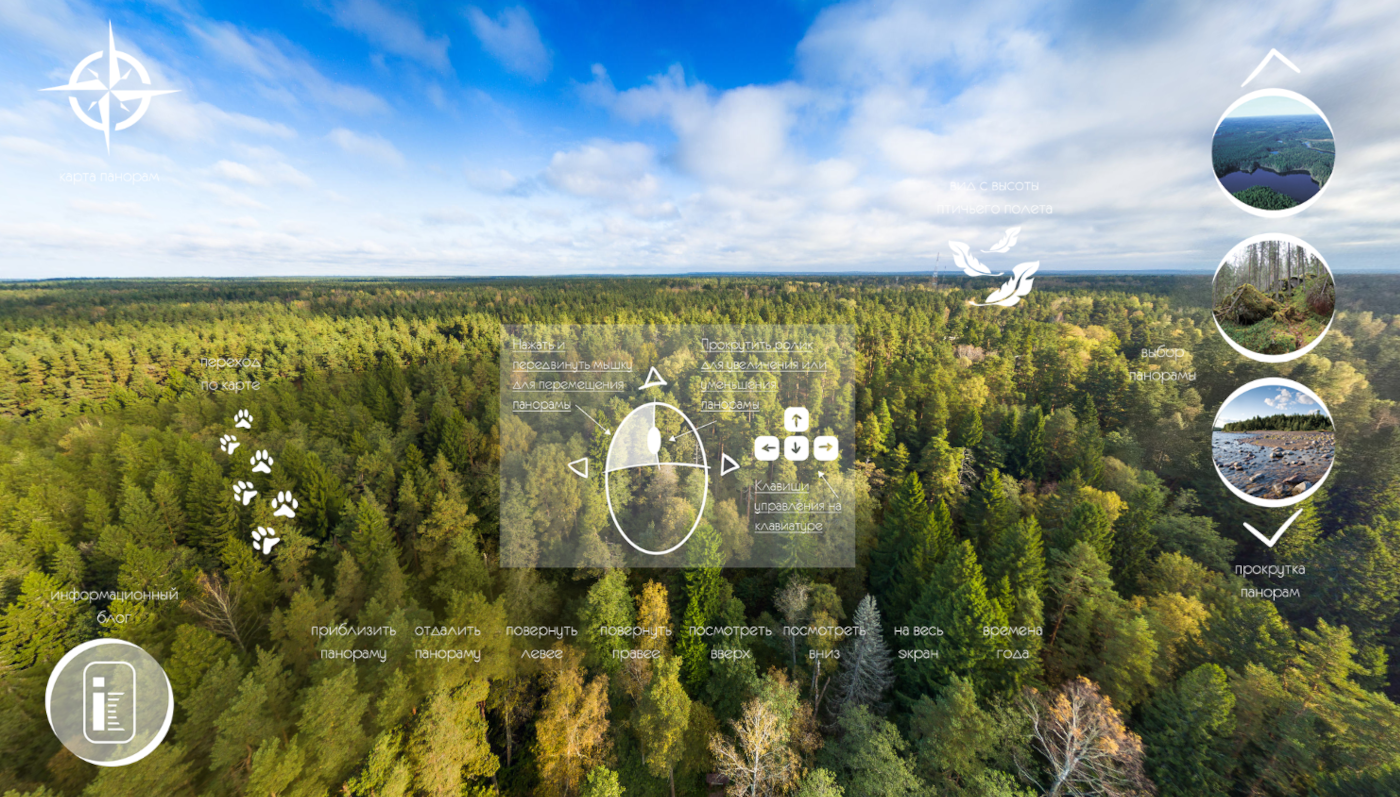 карта панорам
вид с высоты
птичьего полета
Нажать и
передвинуть мышку
для перемещения
панорамы
Прокрутить ролик
для увеличения или
уменьшения
панорамы
переход
по карте
выбор
панорамы
Клавиши
управления на
клавиатуре
прокрутка
панорам
информационный
блог
приблизить
панораму
отдалить
панораму
повернуть
левее
повернуть
правее
посмотреть
вверх
посмотреть
вниз
на весь
экран
времена
года